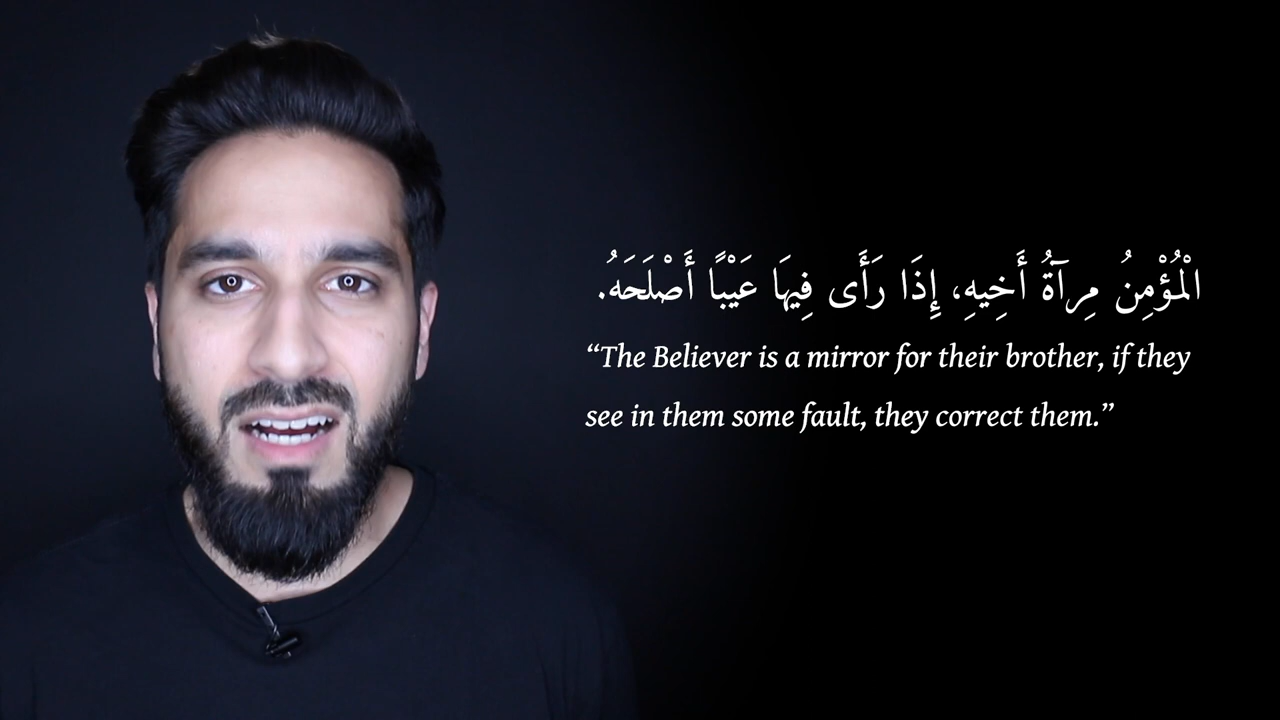 الْمُؤْمِنُ مِرآةُ أَخِيهِ، إِذَا رَأَى فِيهَا عَيْبًا أَصْلَحَهُ.
“The Believer is a mirror for their brother, if they
see in them some fault, they correct them.”